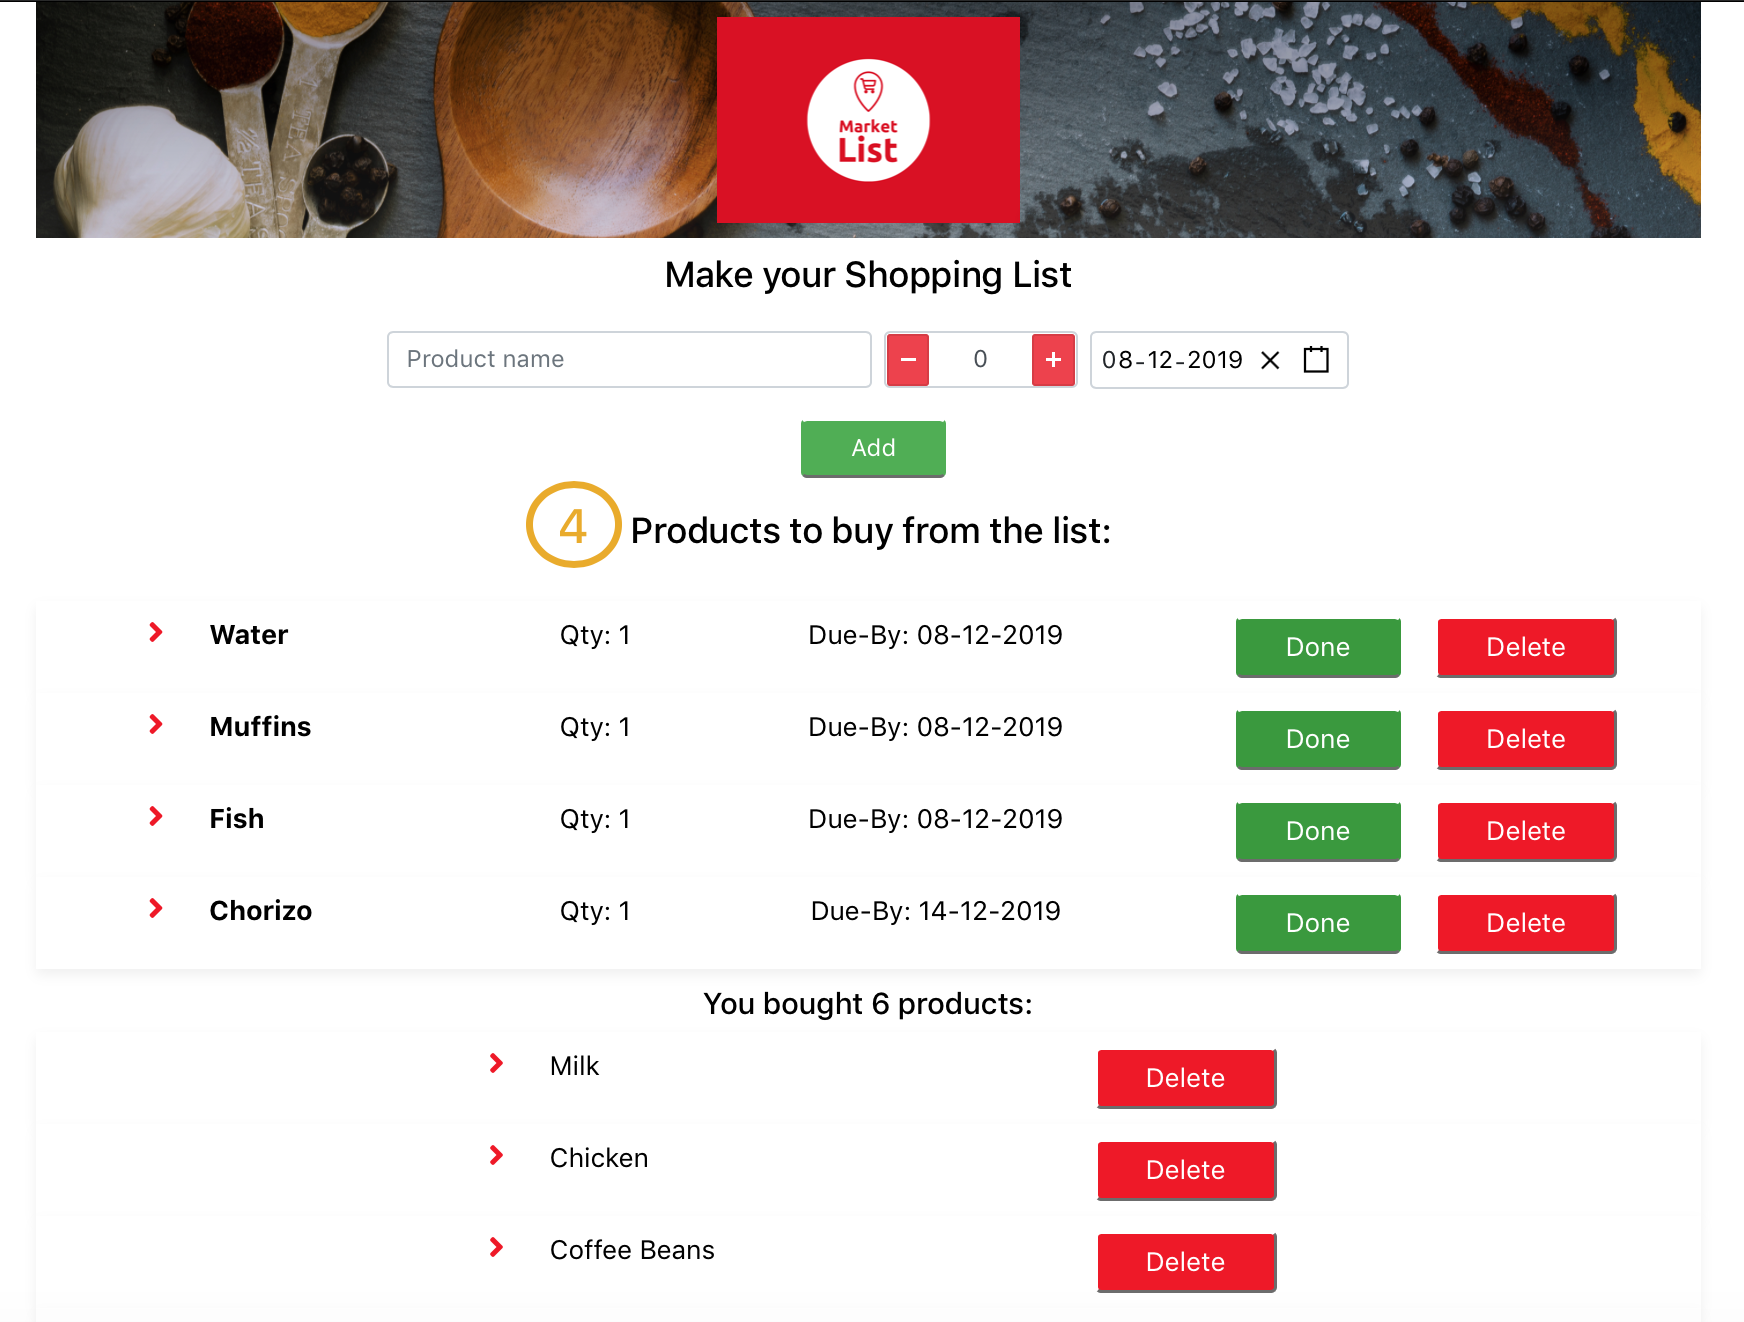 Market
List
Make your Shopping List
Product name
− 0 +
08-12-2019
Add
4 Products to buy from the list:
Water Qty: 1 Due-By: 08-12-2019 Done Delete
Muffins Qty: 1 Due-By: 08-12-2019 Done Delete
Fish Qty: 1 Due-By: 08-12-2019 Done Delete
Chorizo Qty: 1 Due-By: 14-12-2019 Done Delete
You bought 6 products:
Milk Delete
Chicken Delete
Coffee Beans Delete